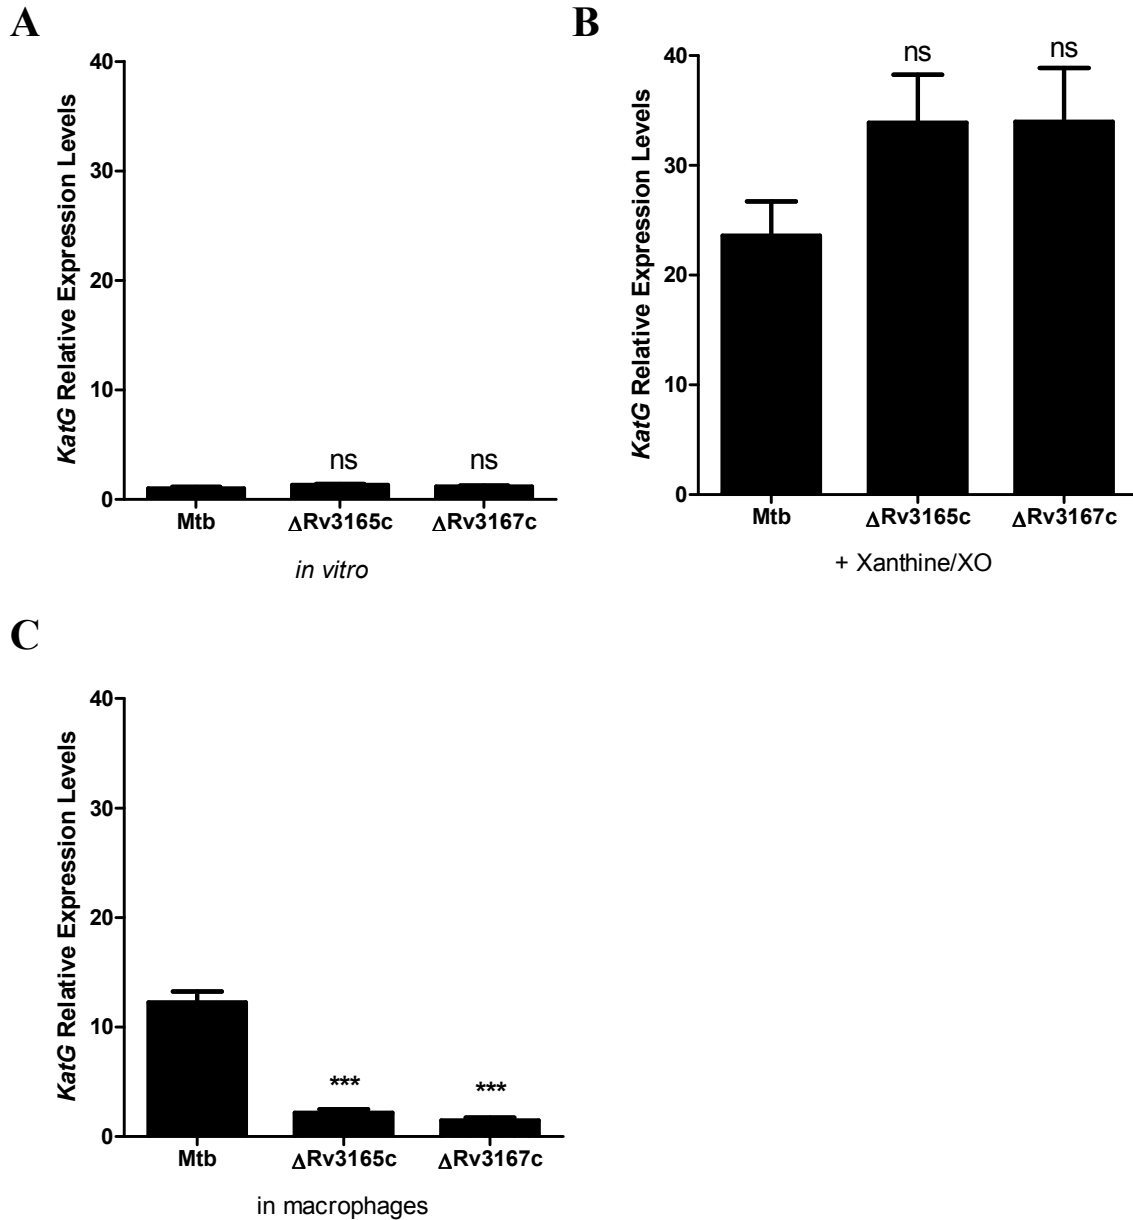 A
KatG Relative Expression Levels
40
30
20
10
0
ns
ns
Mtb
ΔRv3165c
ΔRv3167c
in vitro
B
KatG Relative Expression Levels
40
30
20
10
0
ns
ns
Mtb
ΔRv3165c
ΔRv3167c
+ Xanthine/XO
C
KatG Relative Expression Levels
40
30
20
10
0
***
***
Mtb
ΔRv3165c
ΔRv3167c
in macrophages